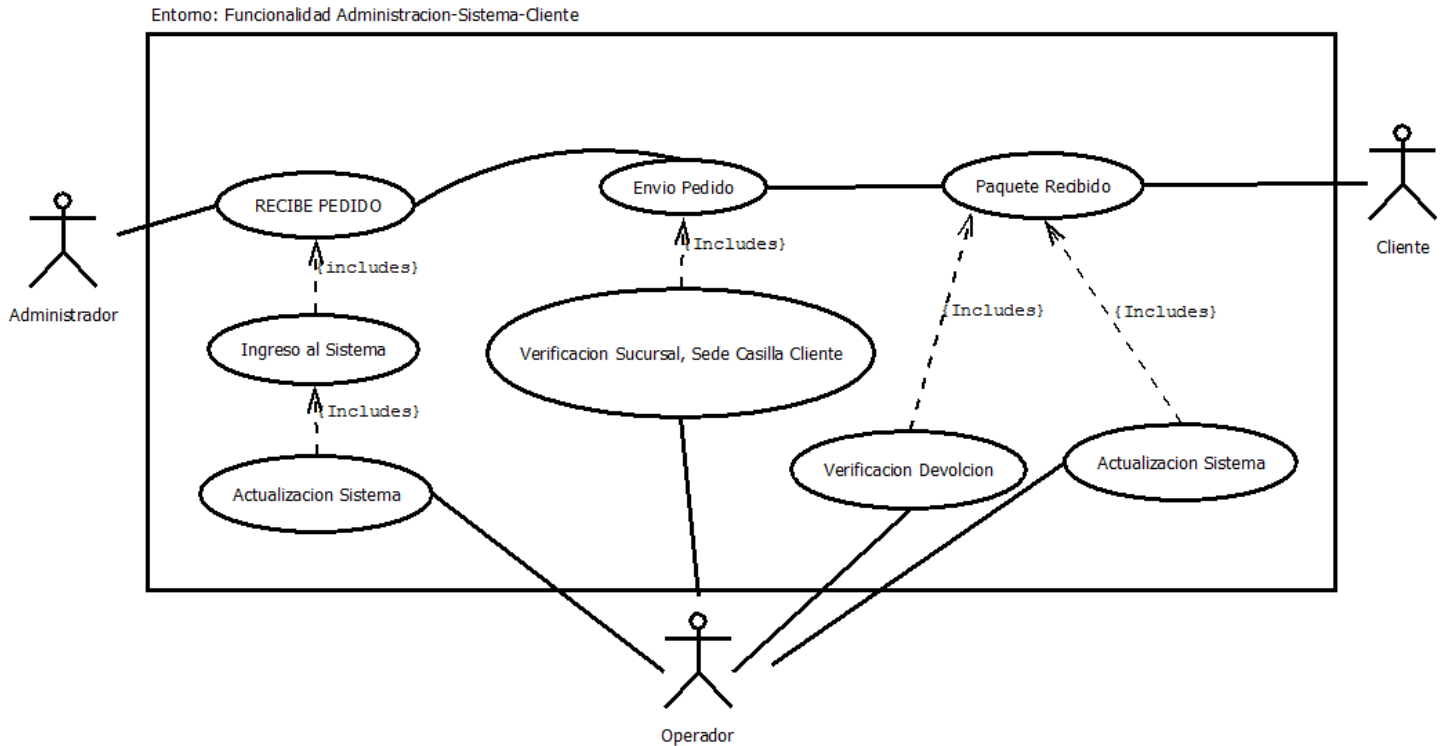 Entorno: Funcionalidad Administracion-Sistema-Cliente
RECIBE PEDIDO
Envio Pedido
Paquete Recibido
Administrador
Cliente
{includes}
{Includes}
{Includes}
{Includes}
Ingreso al Sistema
Verificacion Sucursal, Sede Casilla Cliente
{Includes}
Actualizacion Sistema
Verificacion Devolcion
Actualizacion Sistema
Operador